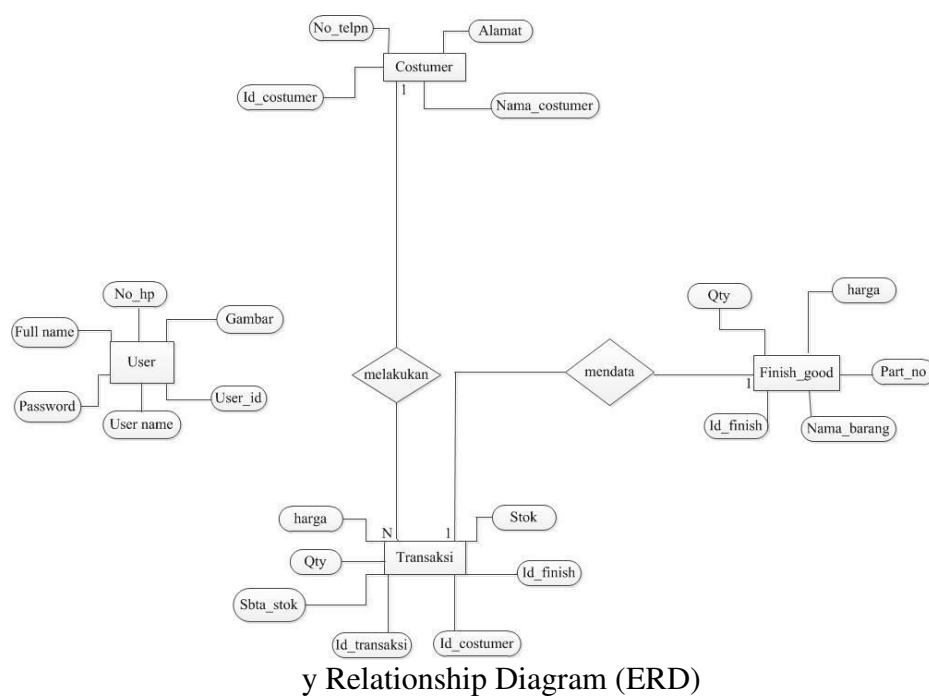 No_telpn
Alamat
Costumer
Id_costumer
1
Nama_costumer
No_hp
Full name
Gambar
User
Password
User_id
User name
melakukan
mendata
Qty
harga
1
Finish_good
Part_no
Id_finish
Nama_barang
harga
N
1
Stok
Qty
Transaksi
Id_finish
Sbta_stok
Id_transaksi
Id_costumer
y Relationship Diagram (ERD)